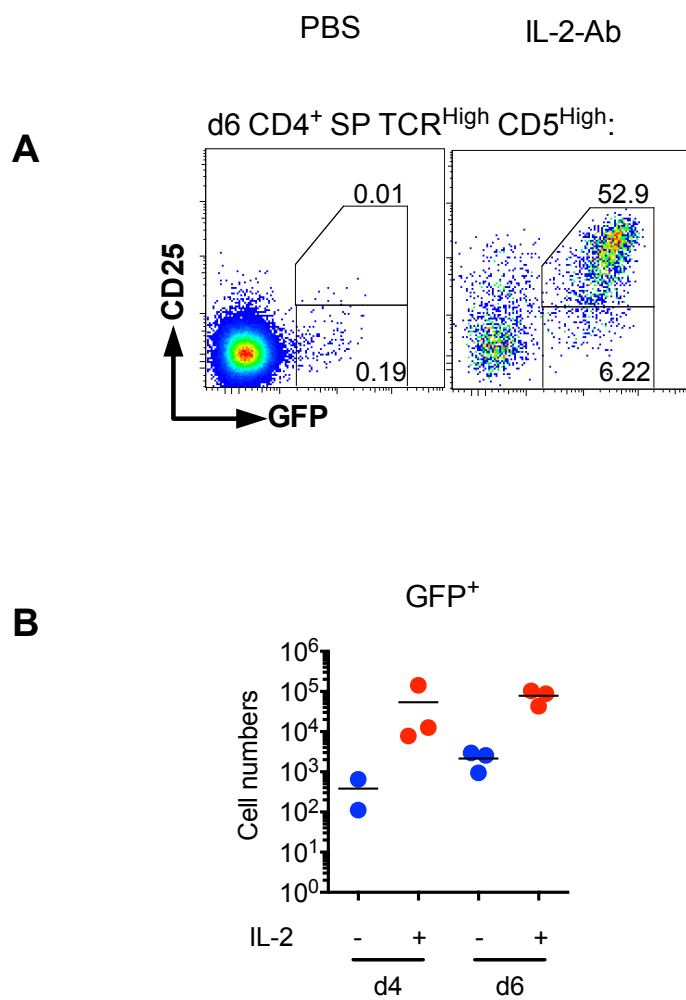 PBS IL-2-Ab
A
d6 CD4⁺ SP TCRᴴⁱᵍʰ CD5ᴴⁱᵍʰ:
0.01 52.9
0.19 6.22
CD25
GFP
B
GFP⁺
10⁶
10⁵
10⁴
10³
10²
10¹
10⁰
Cell numbers
IL-2 - + - +
d4 d6